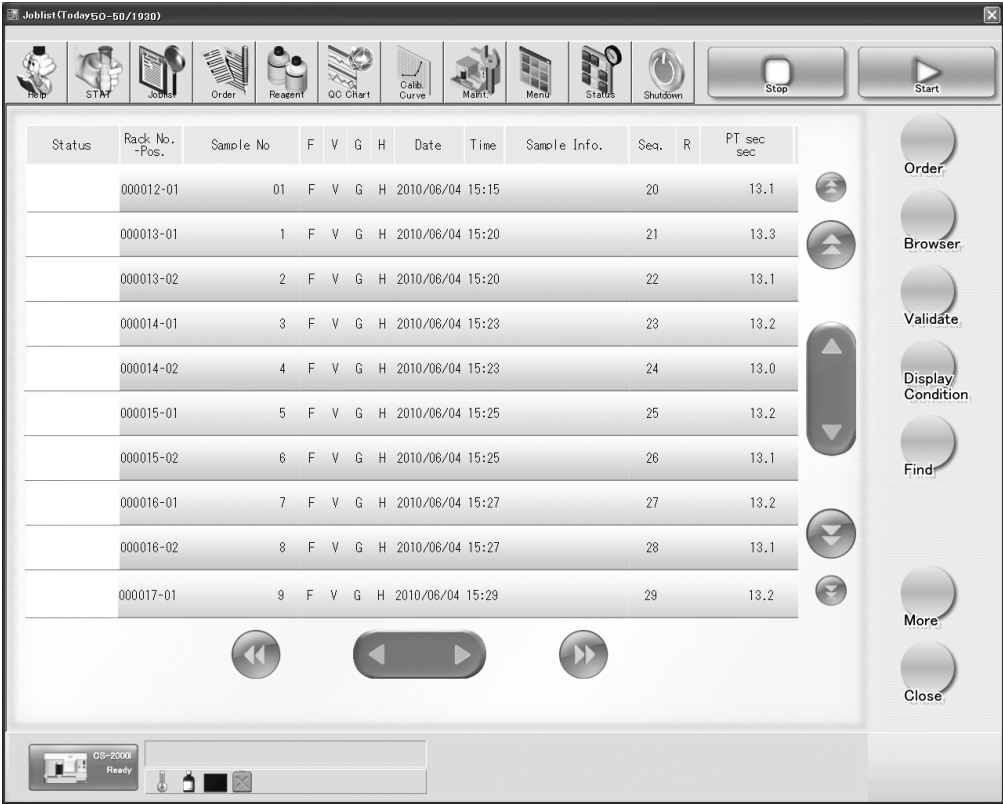 Joblist(Today50-50/1930)
Help STAT Joblist Order Reagent QC Chart Calib. Curve Maint. Menu Status Shutdown Stop Start
Status Rack No. -Pos. Sample No F V G H Date Time Sample Info. Seq. R PT sec sec
000012-01 01 F V G H 2010/06/04 15:15 20 13.1
000013-01 1 F V G H 2010/06/04 15:20 21 13.3
000013-02 2 F V G H 2010/06/04 15:20 22 13.1
000014-01 3 F V G H 2010/06/04 15:23 23 13.2
000014-02 4 F V G H 2010/06/04 15:23 24 13.0
000015-01 5 F V G H 2010/06/04 15:25 25 13.2
000015-02 6 F V G H 2010/06/04 15:25 26 13.1
000016-01 7 F V G H 2010/06/04 15:27 27 13.2
000016-02 8 F V G H 2010/06/04 15:27 28 13.1
000017-01 9 F V G H 2010/06/04 15:29 29 13.2
Order
Browser
Validate
Display
Condition
Find
More
Close
CS-2000i
Ready